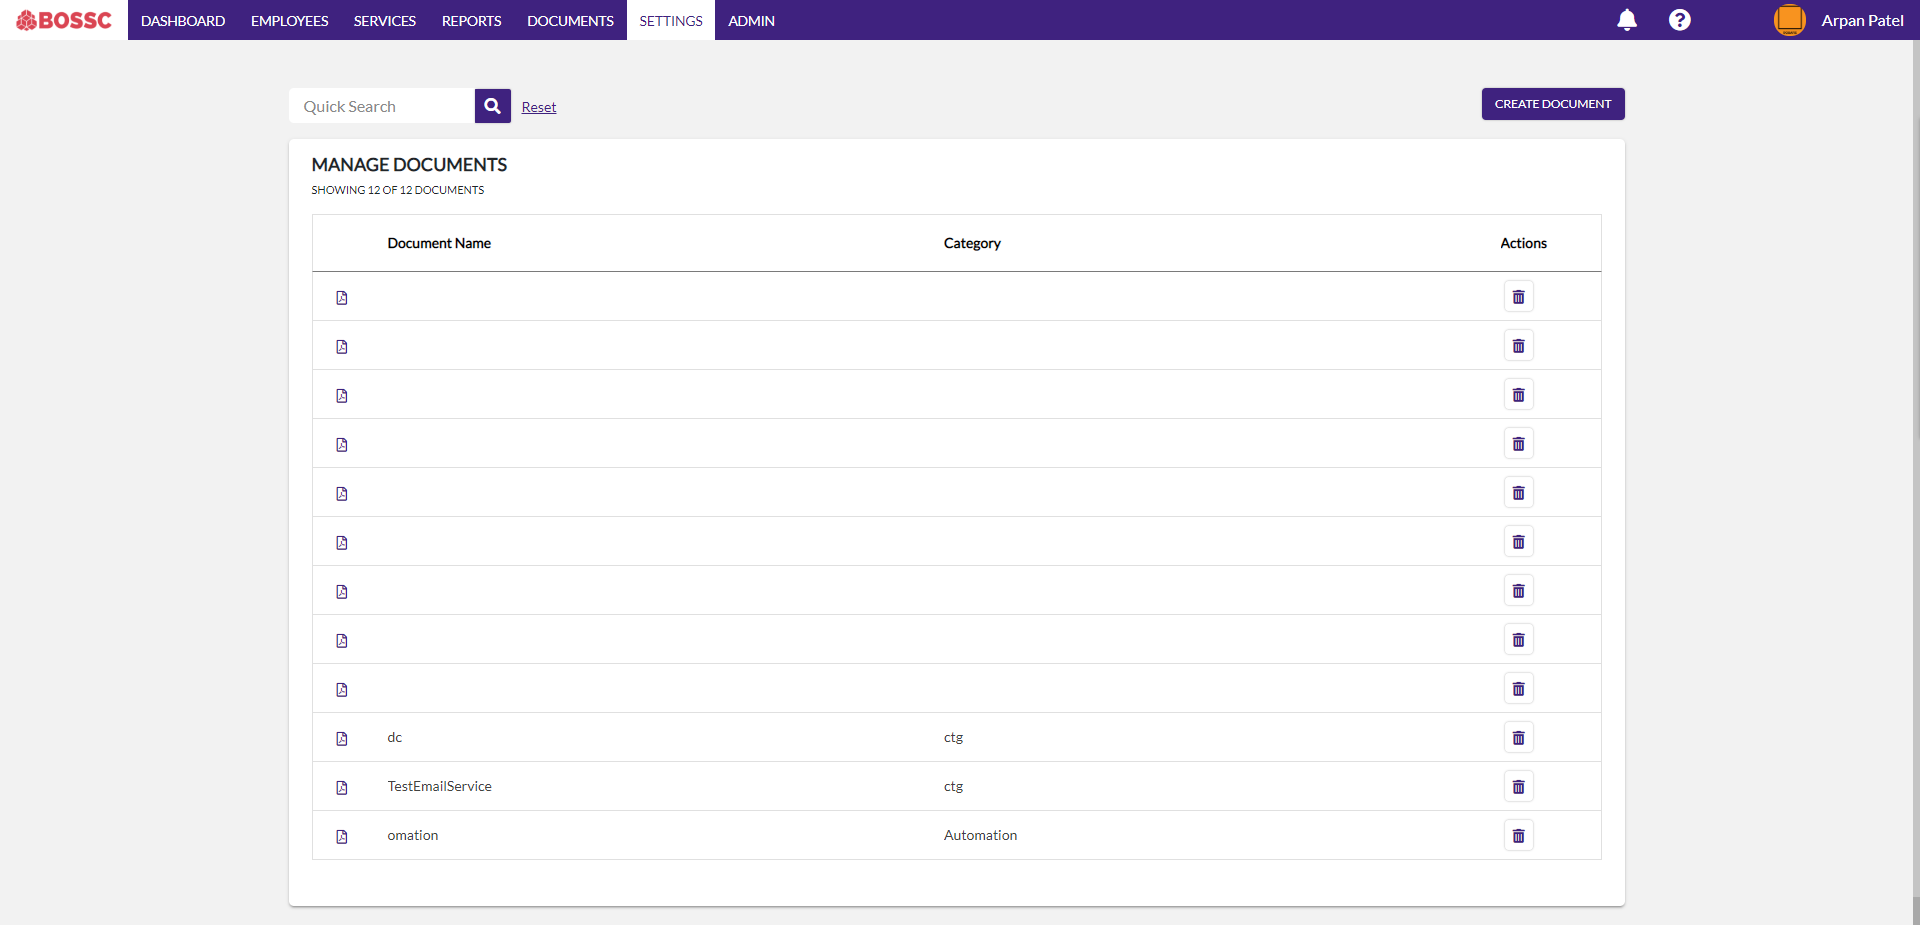 BOSSC DASHBOARD EMPLOYEES SERVICES REPORTS DOCUMENTS SETTINGS ADMIN ? Arpan Patel
Quick Search Reset CREATE DOCUMENT
MANAGE DOCUMENTS
SHOWING 12 OF 12 DOCUMENTS
Document Name Category Actions
dc ctg
TestEmailService ctg
omation Automation